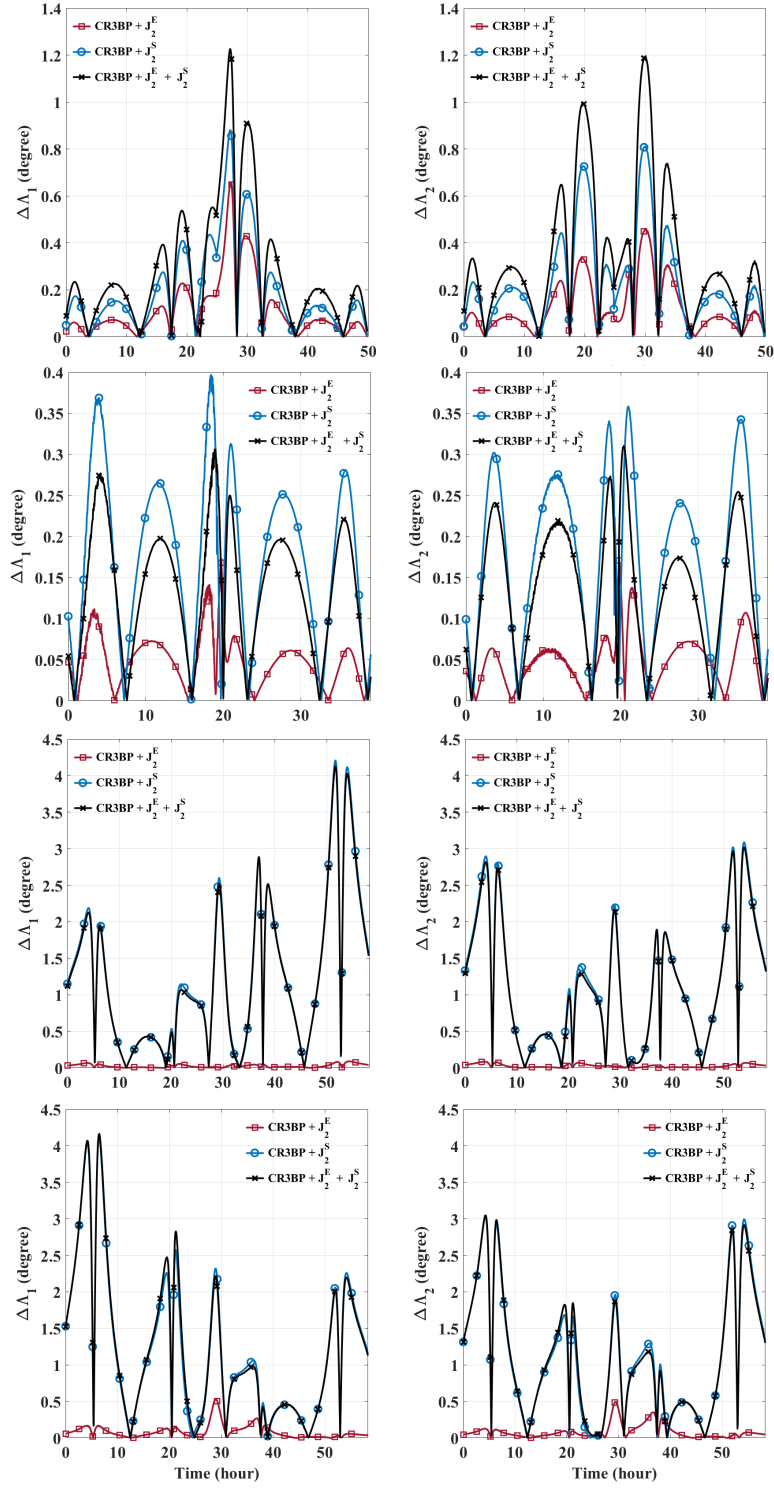 1.4
1.2
1
0.8
0.6
0.4
0.2
0
0 10 20 30 40 50
ΔΛ₁ (degree)
CR3BP + J₂ᴱ
CR3BP + J₂ˢ
CR3BP + J₂ᴱ + J₂ˢ
1.4
1.2
1
0.8
0.6
0.4
0.2
0
0 10 20 30 40 50
ΔΛ₂ (degree)
CR3BP + J₂ᴱ
CR3BP + J₂ˢ
CR3BP + J₂ᴱ + J₂ˢ
0.4
0.35
0.3
0.25
0.2
0.15
0.1
0.05
0
0 10 20 30
ΔΛ₁ (degree)
CR3BP + J₂ᴱ
CR3BP + J₂ˢ
CR3BP + J₂ᴱ + J₂ˢ
0.4
0.35
0.3
0.25
0.2
0.15
0.1
0.05
0
0 10 20 30
ΔΛ₂ (degree)
CR3BP + J₂ᴱ
CR3BP + J₂ˢ
CR3BP + J₂ᴱ + J₂ˢ
4.5
4
3.5
3
2.5
2
1.5
1
0.5
0
0 10 20 30 40 50
ΔΛ₁ (degree)
CR3BP + J₂ᴱ
CR3BP + J₂ˢ
CR3BP + J₂ᴱ + J₂ˢ
4.5
4
3.5
3
2.5
2
1.5
1
0.5
0
0 10 20 30 40 50
ΔΛ₂ (degree)
CR3BP + J₂ᴱ
CR3BP + J₂ˢ
CR3BP + J₂ᴱ + J₂ˢ
4.5
4
3.5
3
2.5
2
1.5
1
0.5
0
0 10 20 30 40 50
ΔΛ₁ (degree)
Time (hour)
CR3BP + J₂ᴱ
CR3BP + J₂ˢ
CR3BP + J₂ᴱ + J₂ˢ
4.5
4
3.5
3
2.5
2
1.5
1
0.5
0
0 10 20 30 40 50
ΔΛ₂ (degree)
Time (hour)
CR3BP + J₂ᴱ
CR3BP + J₂ˢ
CR3BP + J₂ᴱ + J₂ˢ